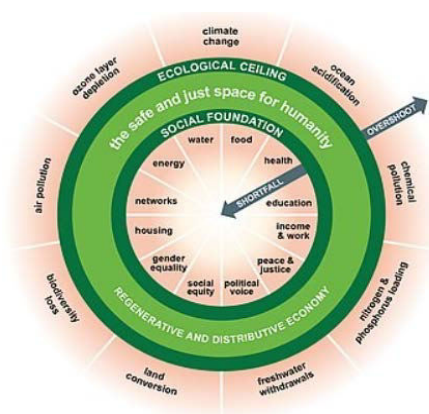 climate
change
ocean
acidification
chemical
pollution
nitrogen &
phosphorus loading
freshwater
withdrawals
land
conversion
biodiversity
loss
air pollution
ozone layer
depletion
OVERSHOOT
ECOLOGICAL CEILING
the safe and just space for humanity
SOCIAL FOUNDATION
water
food
health
SHORTFALL
education
income
& work
peace &
justice
political
voice
social
equity
gender
equality
housing
networks
energy
REGENERATIVE AND DISTRIBUTIVE ECONOMY